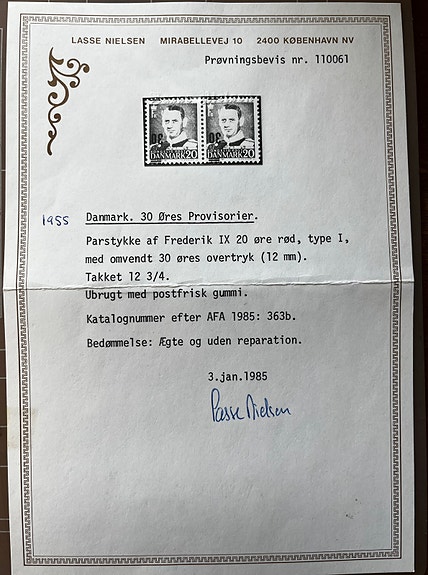 LASSE NIELSEN MIRABELLEVEJ 10 2400 KØBENHAVN NV
Prøvningsbevis nr. 110061
DANMARK 20 DANMARK 20
1955 Danmark. 30 Øres Provisorier.
Parstykke af Frederik IX 20 øre rød, type I,
med omvendt 30 øres overtryk (12 mm).
Takket 12 3/4.
Ubrugt med postfrisk gummi.
Katalognummer efter AFA 1985: 363b.
Bedømmelse: Ægte og uden reparation.
3.jan.1985
Lasse Nielsen